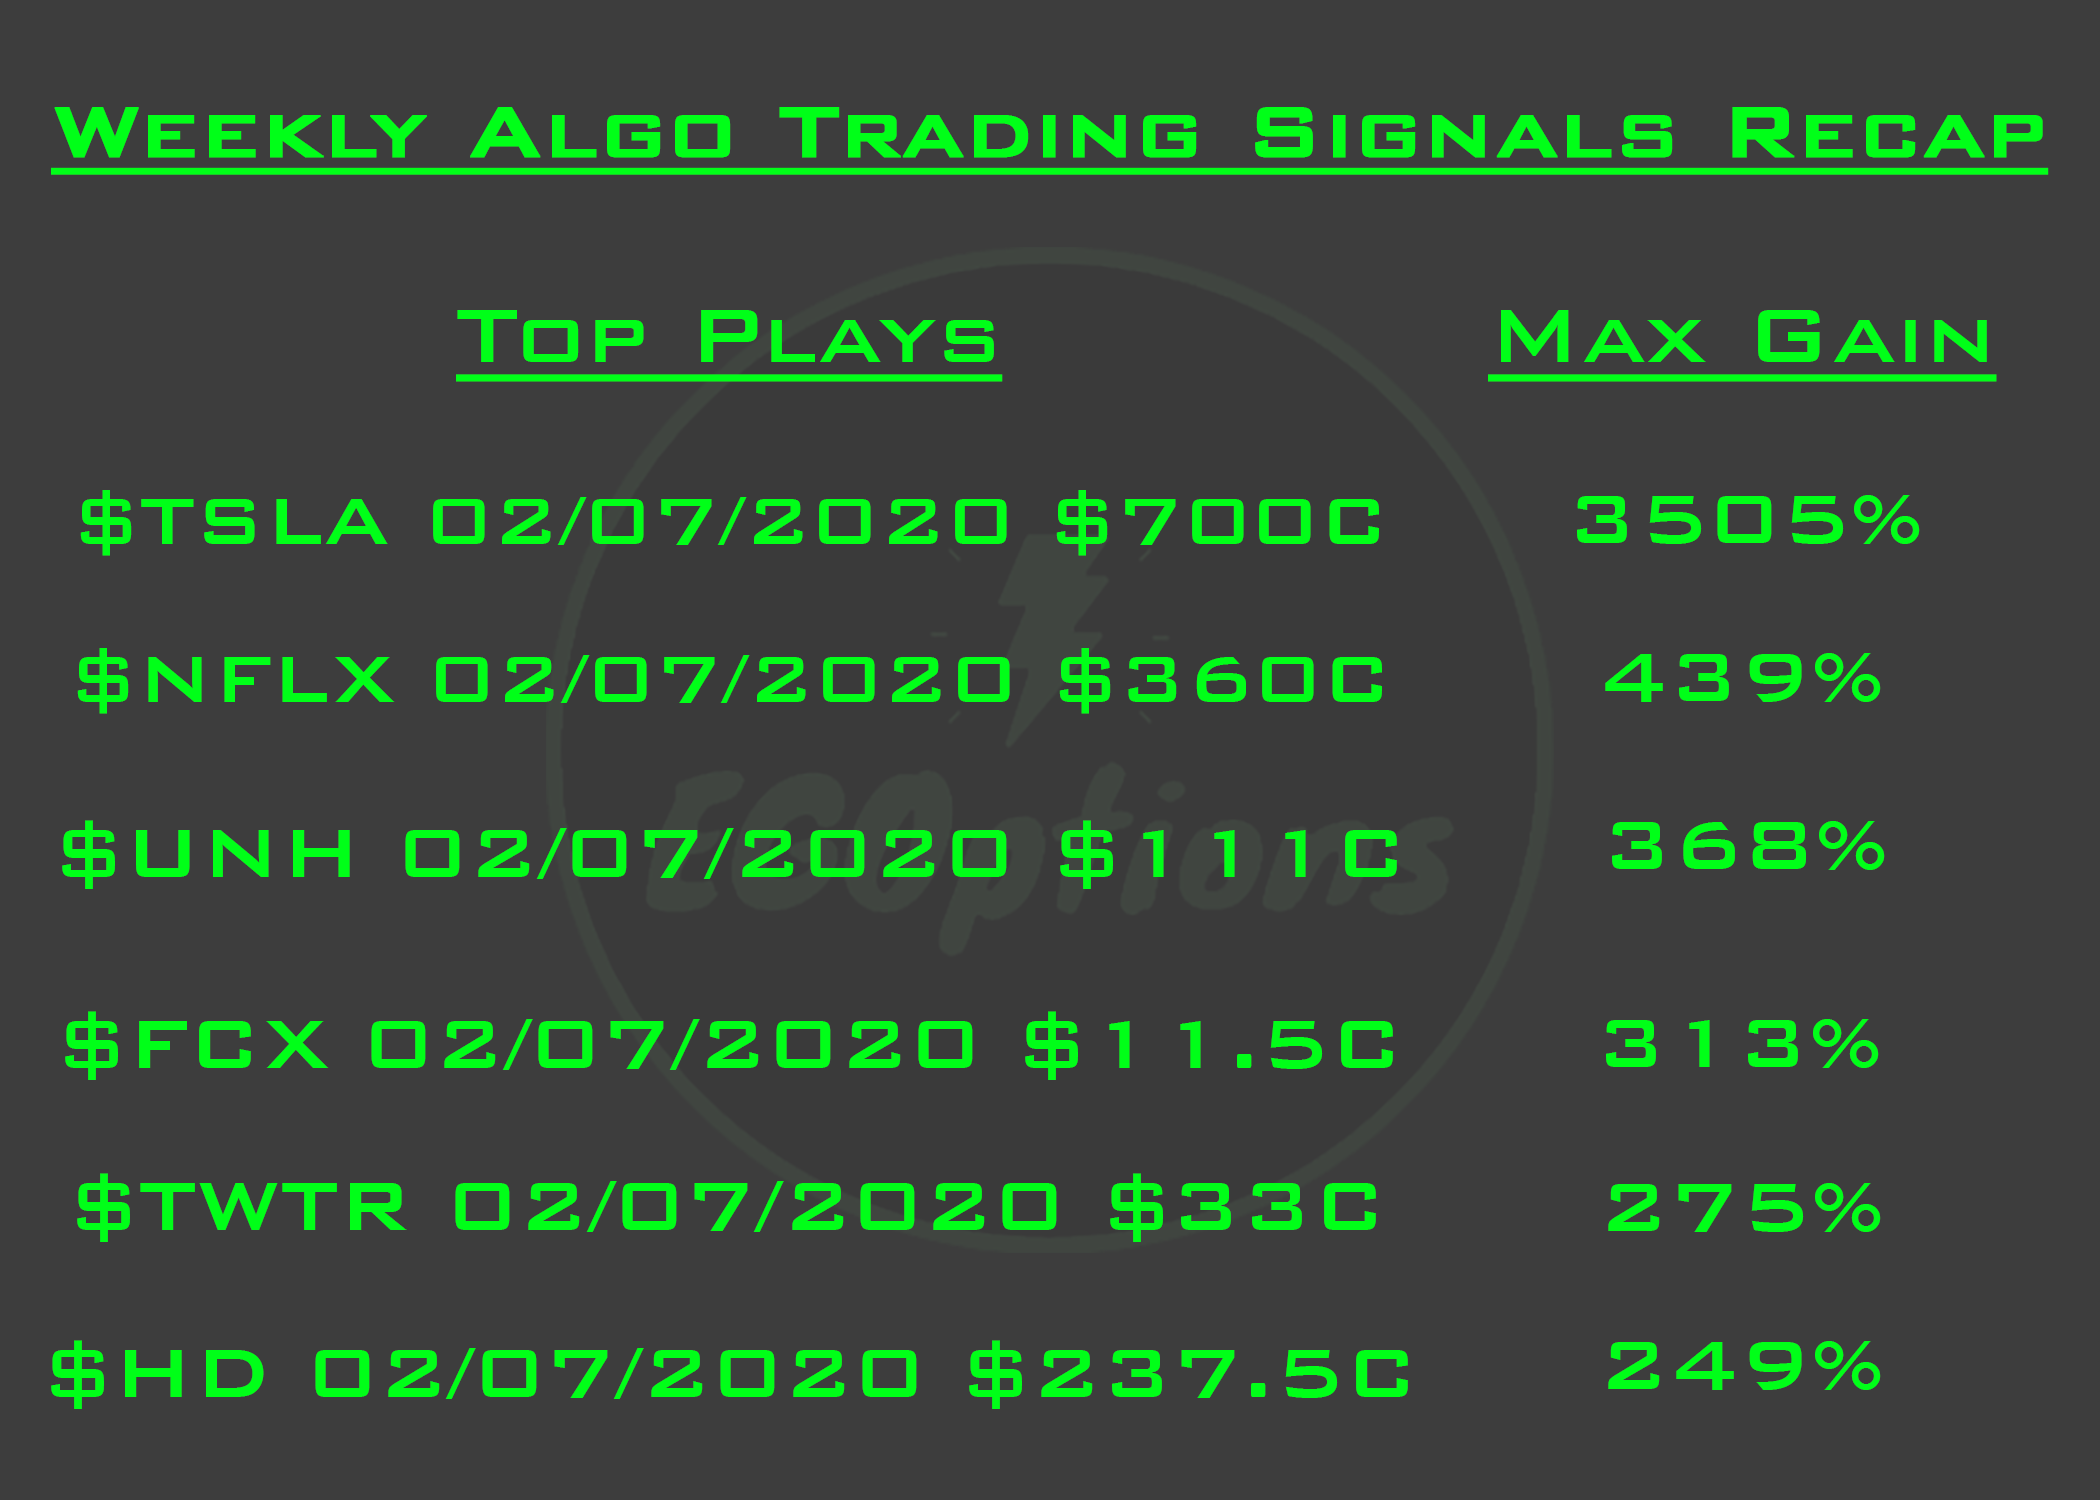 Weekly Algo Trading Signals Recap
Top Plays Max Gain
$TSLA 02/07/2020 $700C 3505%
$NFLX 02/07/2020 $360C 439%
$UNH 02/07/2020 $111C 368%
$FCX 02/07/2020 $11.5C 313%
$TWTR 02/07/2020 $33C 275%
$HD 02/07/2020 $237.5C 249%
ECOptions